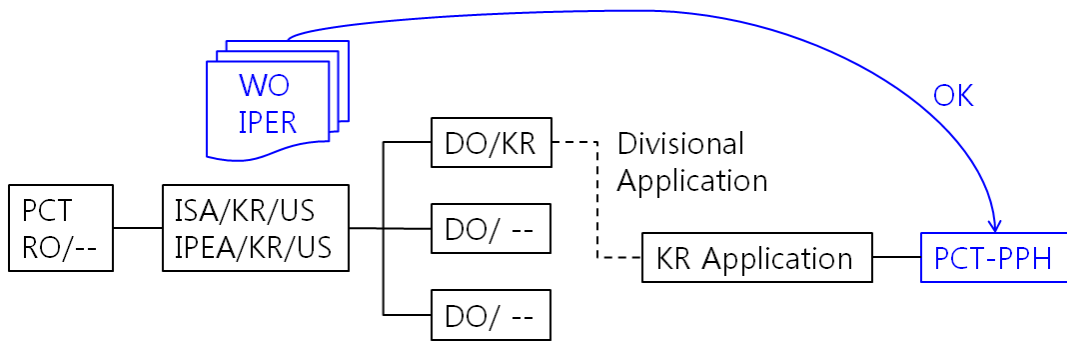 WO
IPER
OK
DO/KR
Divisional
Application
PCT
RO/--
ISA/KR/US
IPEA/KR/US
DO/ --
KR Application
PCT-PPH
DO/ --